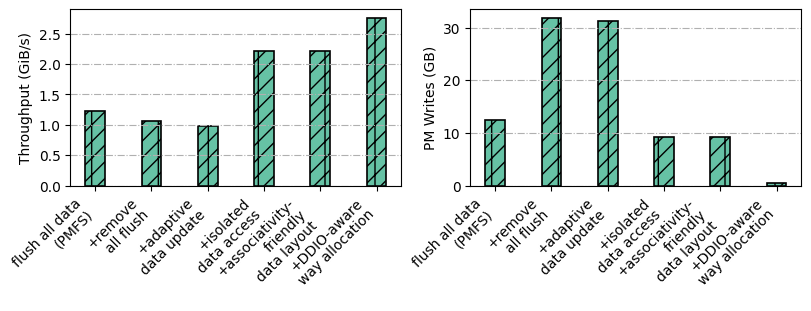 Throughput (GiB/s)
2.5
2.0
1.5
1.0
0.5
0.0
flush all data
(PMFS)
+remove
all flush
+adaptive
data update
+isolated
data access
+associativity-
friendly
data layout
+DDIO-aware
way allocation
PM Writes (GB)
30
20
10
0
flush all data
(PMFS)
+remove
all flush
+adaptive
data update
+isolated
data access
+associativity-
friendly
data layout
+DDIO-aware
way allocation